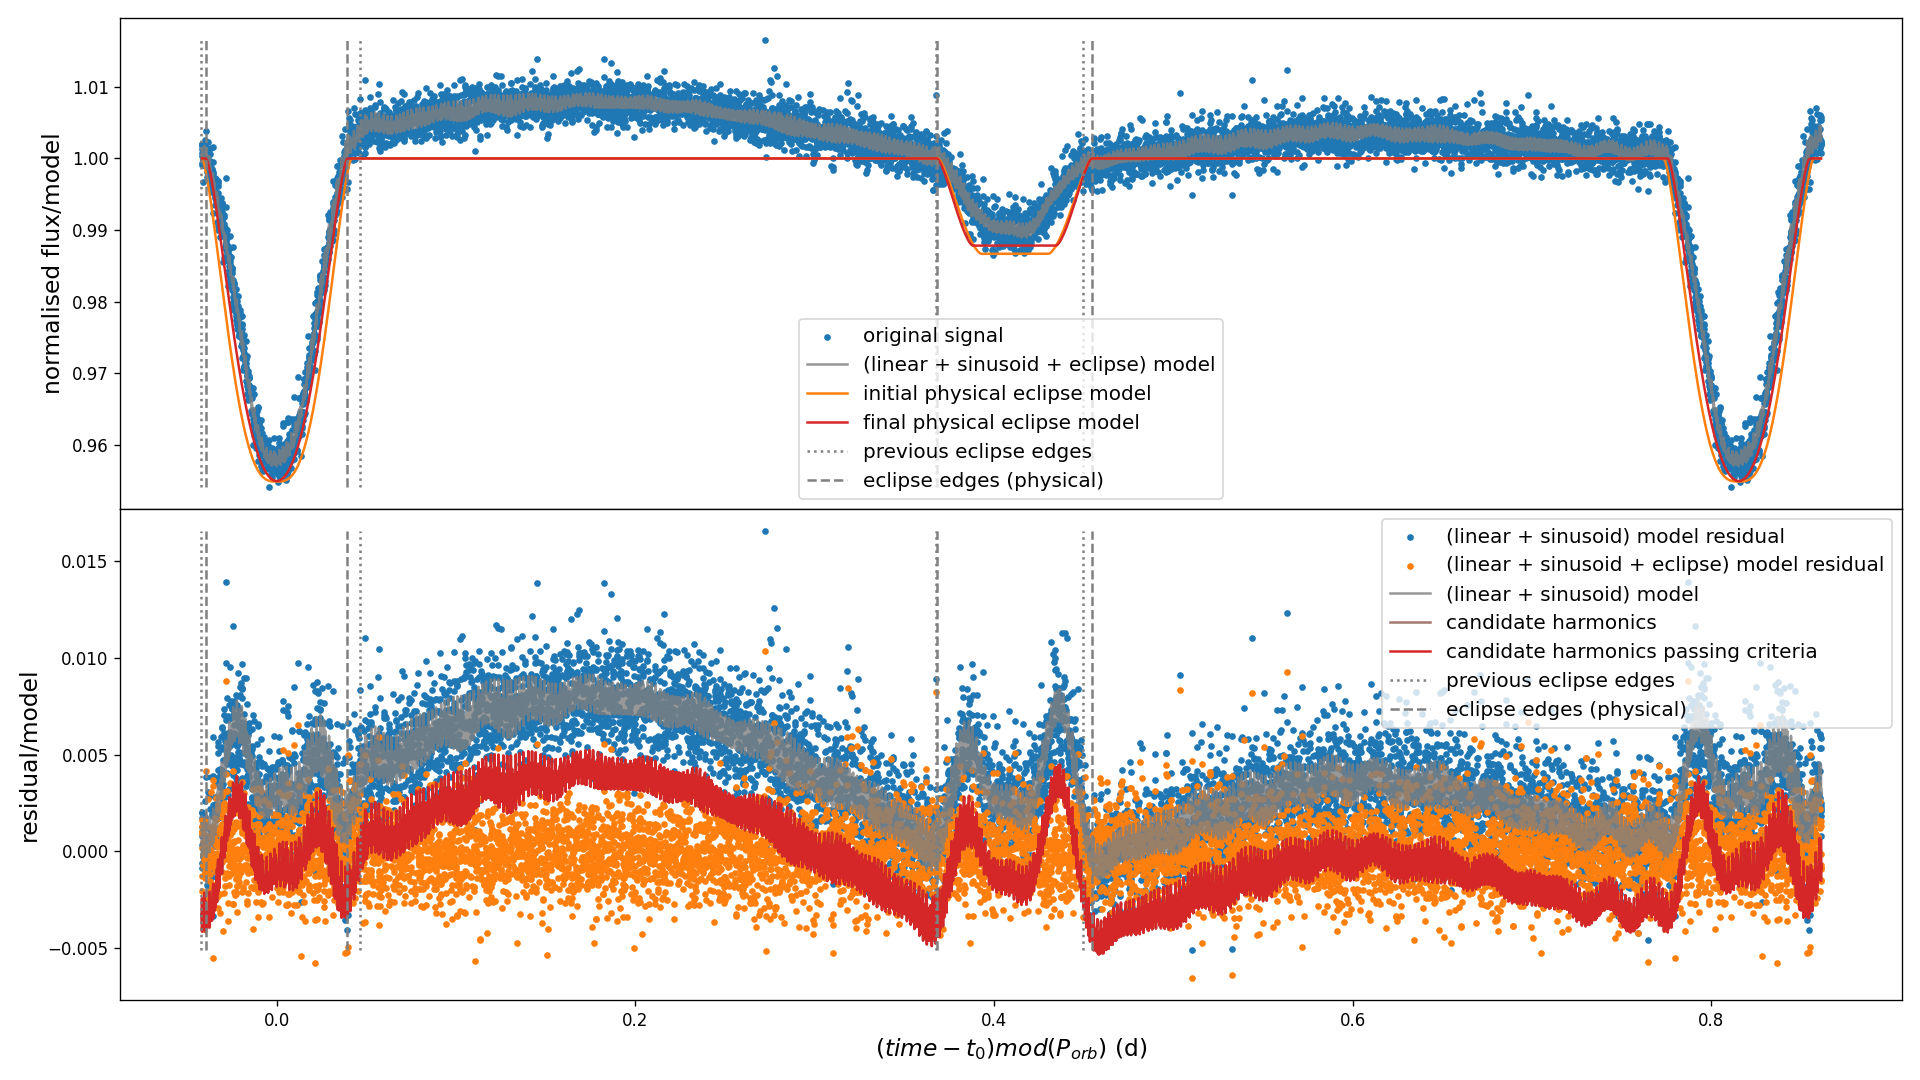 normalised flux/model
1.01
1.00
0.99
0.98
0.97
0.96
original signal
(linear + sinusoid + eclipse) model
initial physical eclipse model
final physical eclipse model
previous eclipse edges
eclipse edges (physical)
residual/model
0.015
0.010
0.005
0.000
−0.005
(linear + sinusoid) model residual
(linear + sinusoid + eclipse) model residual
(linear + sinusoid) model
candidate harmonics
candidate harmonics passing criteria
previous eclipse edges
eclipse edges (physical)
0.0 0.2 0.4 0.6 0.8
(time − t₀)mod(P_orb) (d)